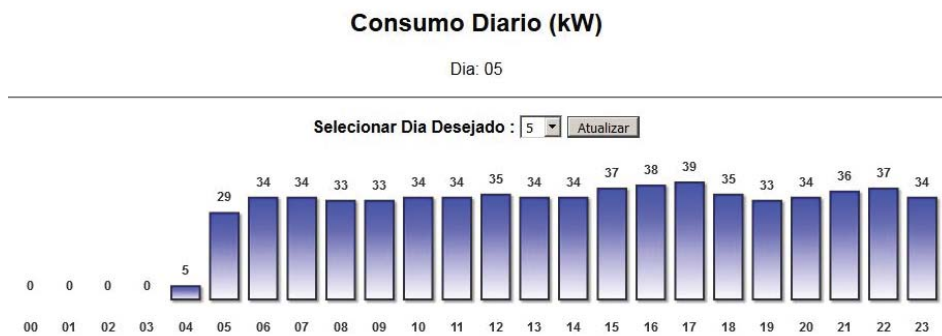 Consumo Diario (kW)
Dia: 05
Selecionar Dia Desejado : 5 Atualizar
0 0 0 0 5 29 34 34 33 33 34 34 35 34 34 37 38 39 35 33 34 36 37 34
00 01 02 03 04 05 06 07 08 09 10 11 12 13 14 15 16 17 18 19 20 21 22 23